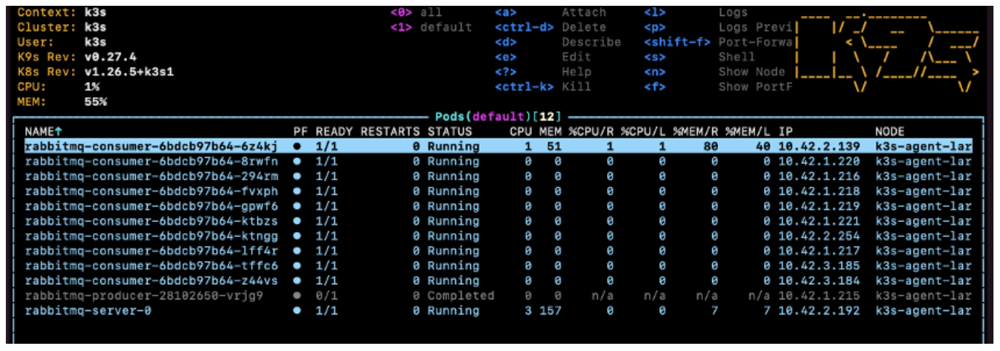 Context: k3s <0> all <a> Attach <l> Logs
Cluster: k3s <1> default <ctrl-d> Delete <p> Logs Previ
User: k3s <d> Describe <shift-f> Port-Forwa
K9s Rev: v0.27.4 <e> Edit <s> Shell
K8s Rev: v1.26.5+k3s1 <?> Help <n> Show Node
CPU: 1% <ctrl-k> Kill <f> Show PortF
MEM: 55%
Pods(default)[12]
NAME↑ PF READY RESTARTS STATUS CPU MEM %CPU/R %CPU/L %MEM/R %MEM/L IP NODE
rabbitmq-consumer-6bdcb97b64-6z4kj ● 1/1 0 Running 1 51 1 1 80 40 10.42.2.139 k3s-agent-lar
rabbitmq-consumer-6bdcb97b64-8rwfn ● 1/1 0 Running 0 0 0 0 0 0 10.42.1.220 k3s-agent-lar
rabbitmq-consumer-6bdcb97b64-294rm ● 1/1 0 Running 0 0 0 0 0 0 10.42.1.216 k3s-agent-lar
rabbitmq-consumer-6bdcb97b64-fvxph ● 1/1 0 Running 0 0 0 0 0 0 10.42.1.218 k3s-agent-lar
rabbitmq-consumer-6bdcb97b64-gpwf6 ● 1/1 0 Running 0 0 0 0 0 0 10.42.1.219 k3s-agent-lar
rabbitmq-consumer-6bdcb97b64-ktbzs ● 1/1 0 Running 0 0 0 0 0 0 10.42.1.221 k3s-agent-lar
rabbitmq-consumer-6bdcb97b64-ktngg ● 1/1 0 Running 0 0 0 0 0 0 10.42.2.254 k3s-agent-lar
rabbitmq-consumer-6bdcb97b64-lff4r ● 1/1 0 Running 0 0 0 0 0 0 10.42.1.217 k3s-agent-lar
rabbitmq-consumer-6bdcb97b64-tffc6 ● 1/1 0 Running 0 0 0 0 0 0 10.42.3.185 k3s-agent-lar
rabbitmq-consumer-6bdcb97b64-z44vs ● 1/1 0 Running 0 0 0 0 0 0 10.42.3.184 k3s-agent-lar
rabbitmq-producer-28102650-vrjg9 ● 0/1 0 Completed 0 0 n/a n/a n/a n/a 10.42.1.215 k3s-agent-lar
rabbitmq-server-0 ● 1/1 0 Running 3 157 0 0 7 7 10.42.2.192 k3s-agent-lar